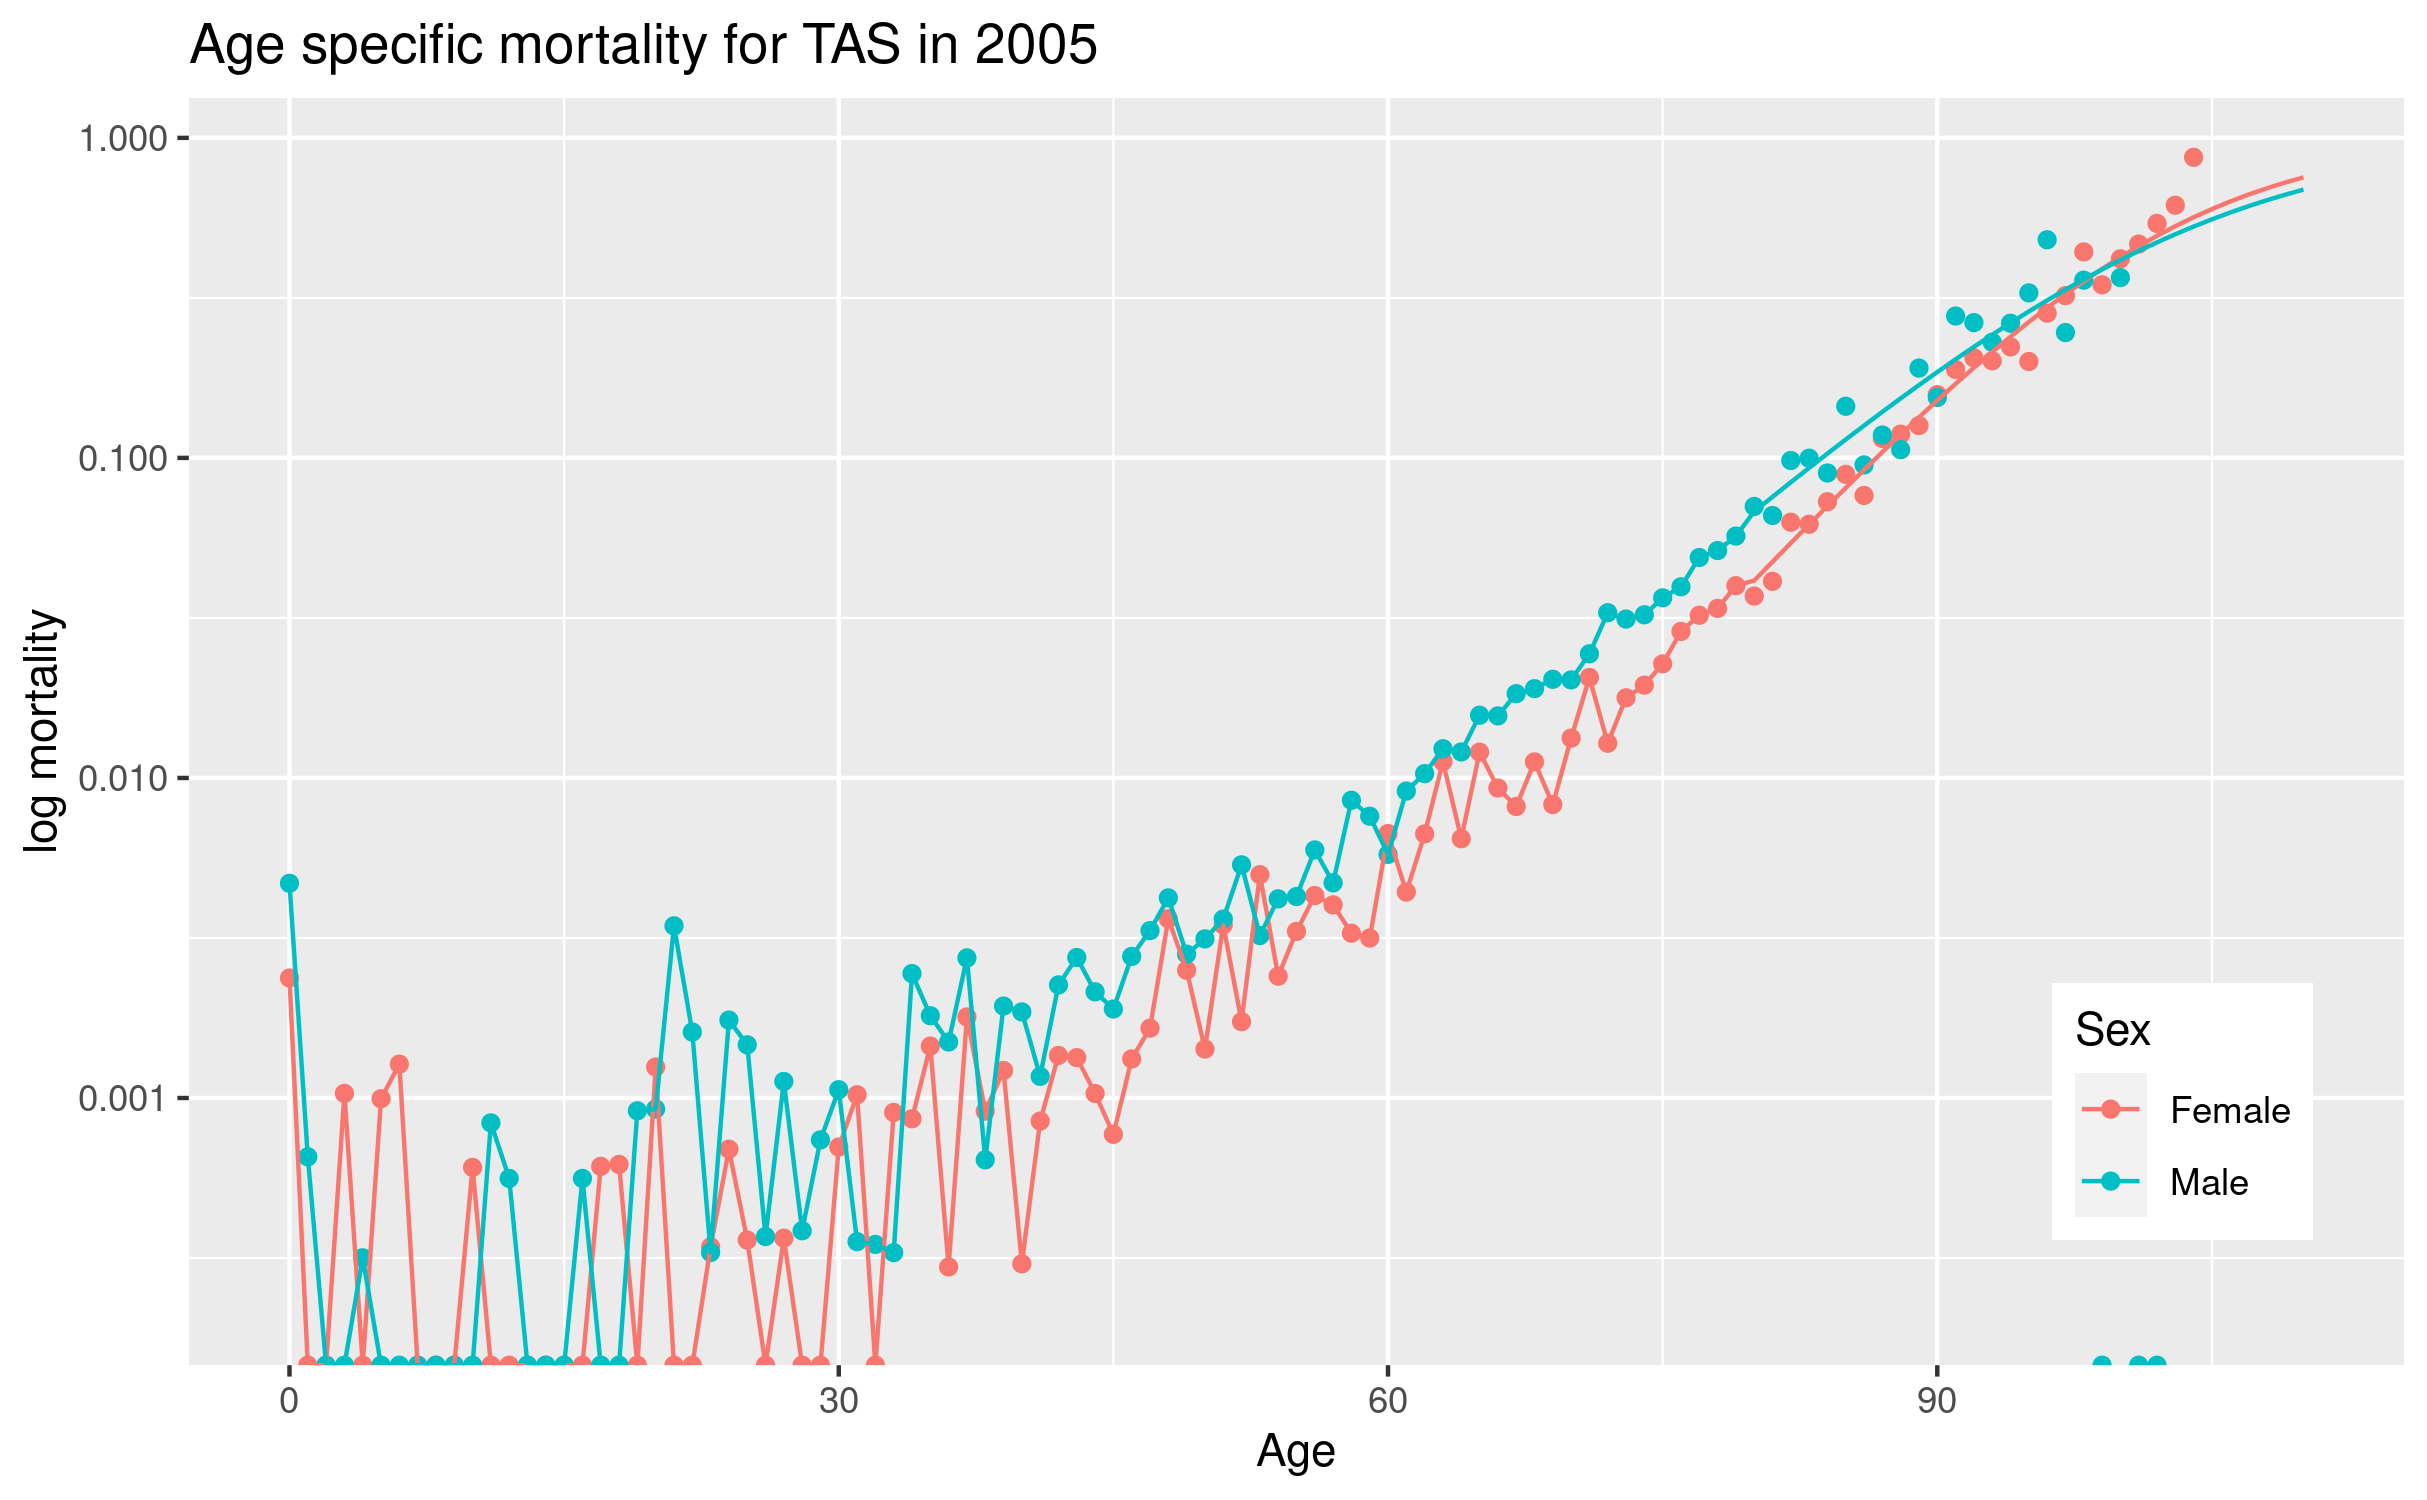 Age specific mortality for TAS in 2005
log mortality
1.000
0.100
0.010
0.001
0 30 60 90
Age
Sex
Female
Male